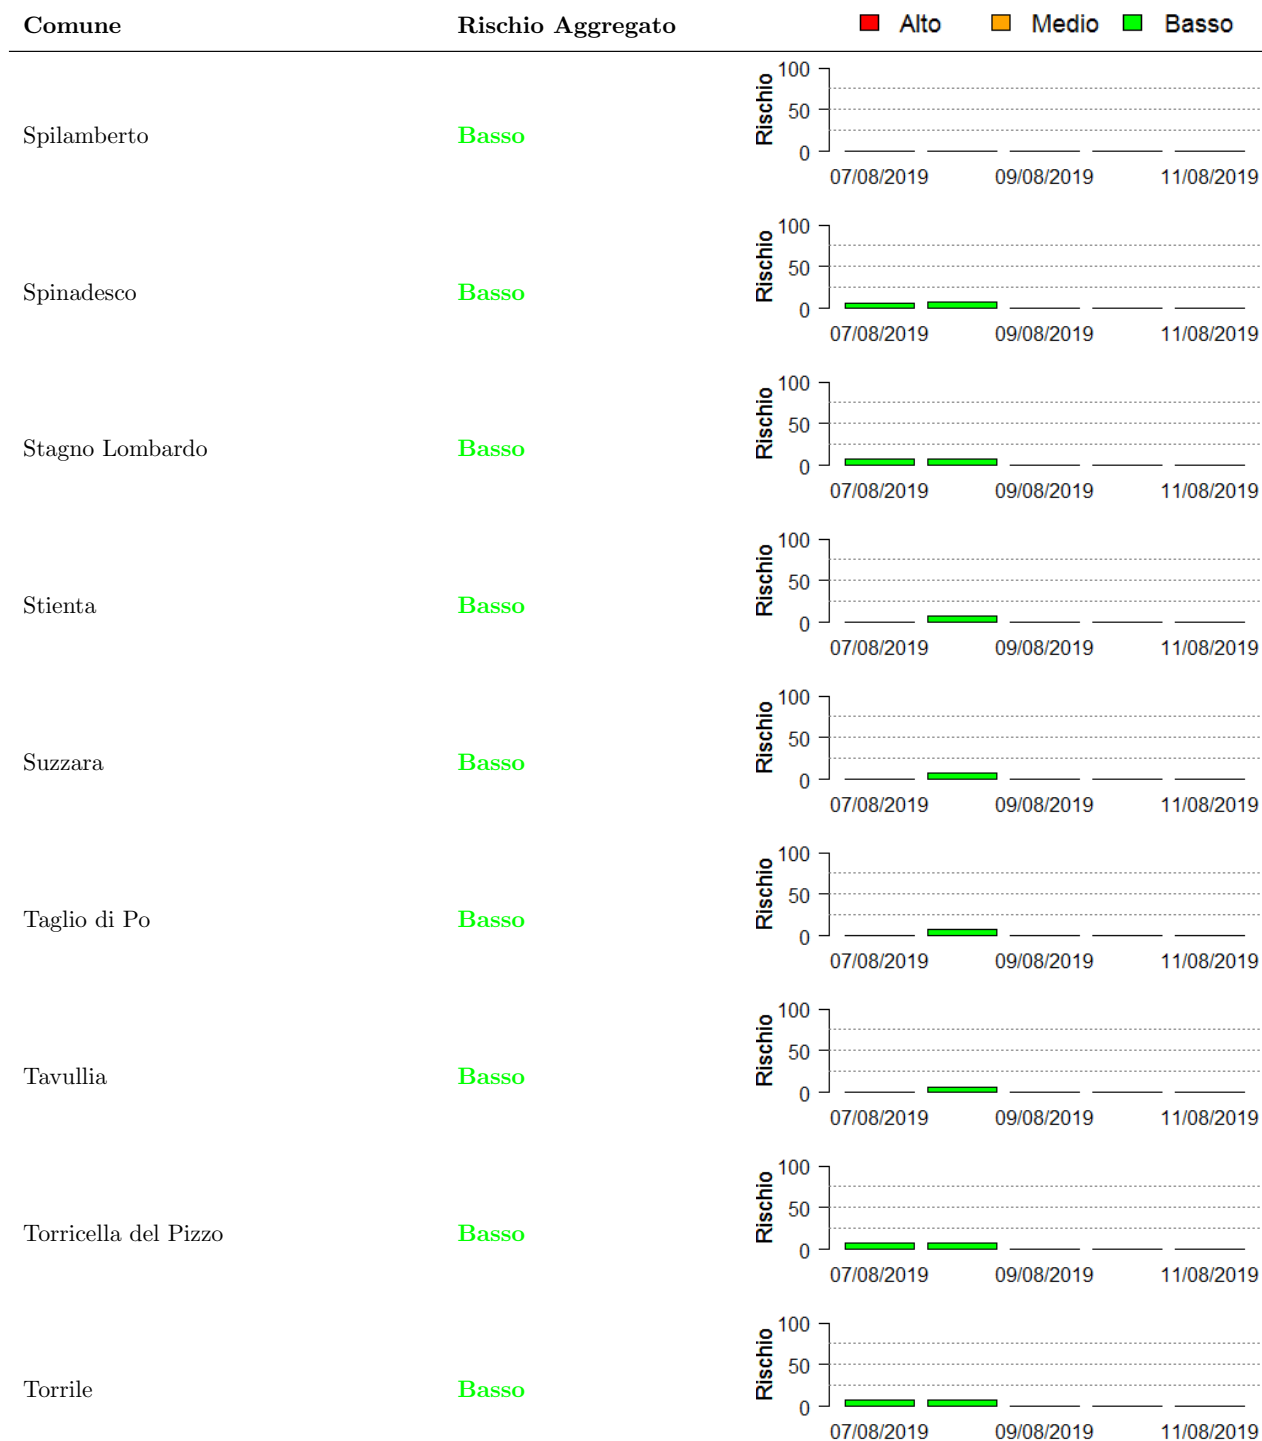 Comune Rischio Aggregato Alto Medio Basso
Spilamberto Basso
Rischio
100
50
0
07/08/2019 09/08/2019 11/08/2019
Spinadesco Basso
Rischio
100
50
0
07/08/2019 09/08/2019 11/08/2019
Stagno Lombardo Basso
Rischio
100
50
0
07/08/2019 09/08/2019 11/08/2019
Stienta Basso
Rischio
100
50
0
07/08/2019 09/08/2019 11/08/2019
Suzzara Basso
Rischio
100
50
0
07/08/2019 09/08/2019 11/08/2019
Taglio di Po Basso
Rischio
100
50
0
07/08/2019 09/08/2019 11/08/2019
Tavullia Basso
Rischio
100
50
0
07/08/2019 09/08/2019 11/08/2019
Torricella del Pizzo Basso
Rischio
100
50
0
07/08/2019 09/08/2019 11/08/2019
Torrile Basso
Rischio
100
50
0
07/08/2019 09/08/2019 11/08/2019